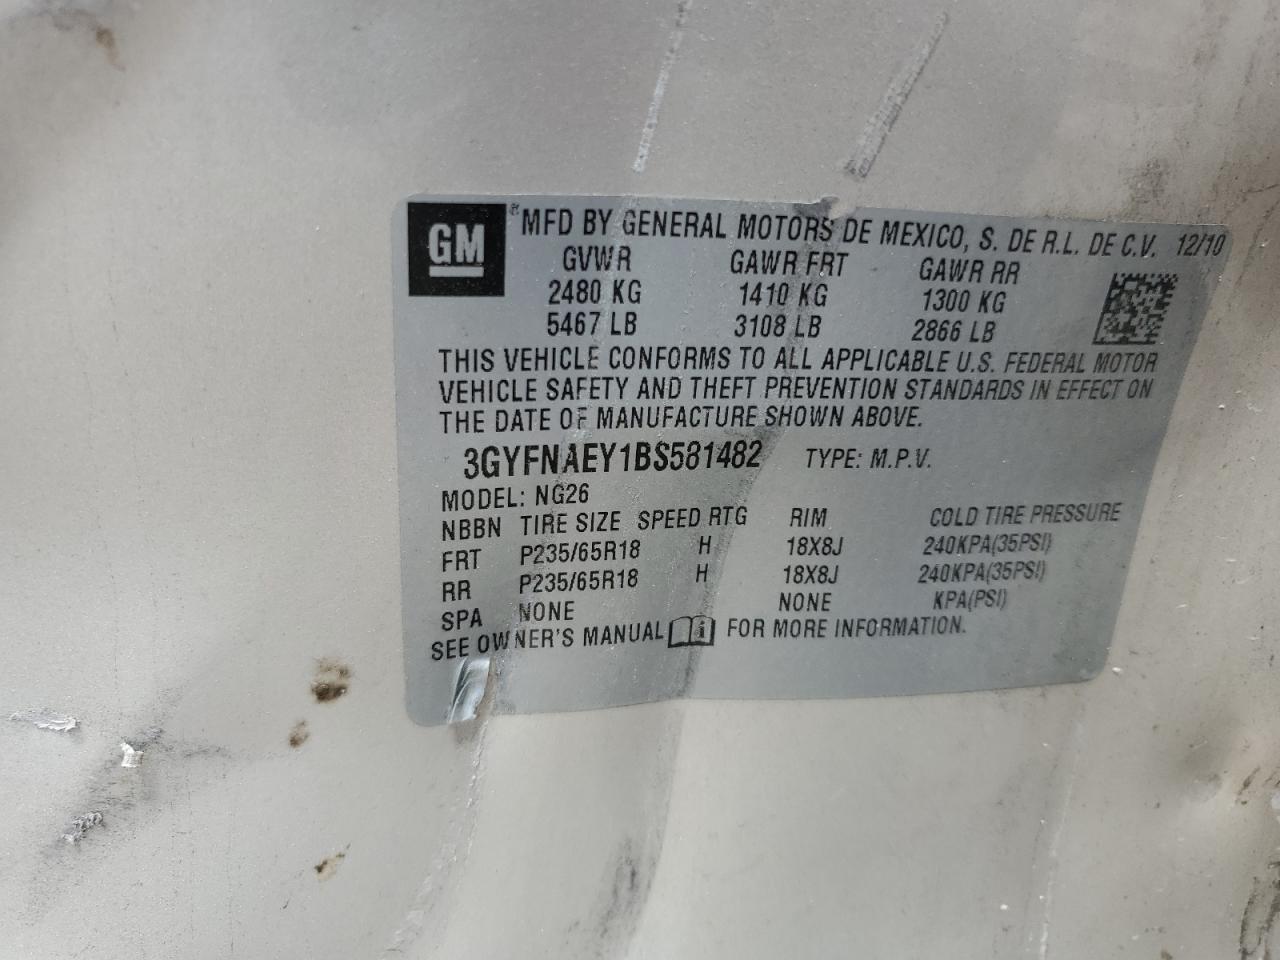 GM
® MFD BY GENERAL MOTORS DE MEXICO, S. DE R.L. DE C.V. 12/10
GVWR GAWR FRT GAWR RR
2480 KG 1410 KG 1300 KG
5467 LB 3108 LB 2866 LB
THIS VEHICLE CONFORMS TO ALL APPLICABLE U.S. FEDERAL MOTOR
VEHICLE SAFETY AND THEFT PREVENTION STANDARDS IN EFFECT ON
THE DATE OF MANUFACTURE SHOWN ABOVE.
3GYFNAEY1BS581482 TYPE: M.P.V.
MODEL: NG26
NBBN TIRE SIZE SPEED RTG RIM COLD TIRE PRESSURE
FRT P235/65R18 H 18X8J 240KPA(35PSI)
RR P235/65R18 H 18X8J 240KPA(35PSI)
SPA NONE NONE KPA(PSI)
SEE OWNER'S MANUAL i FOR MORE INFORMATION.